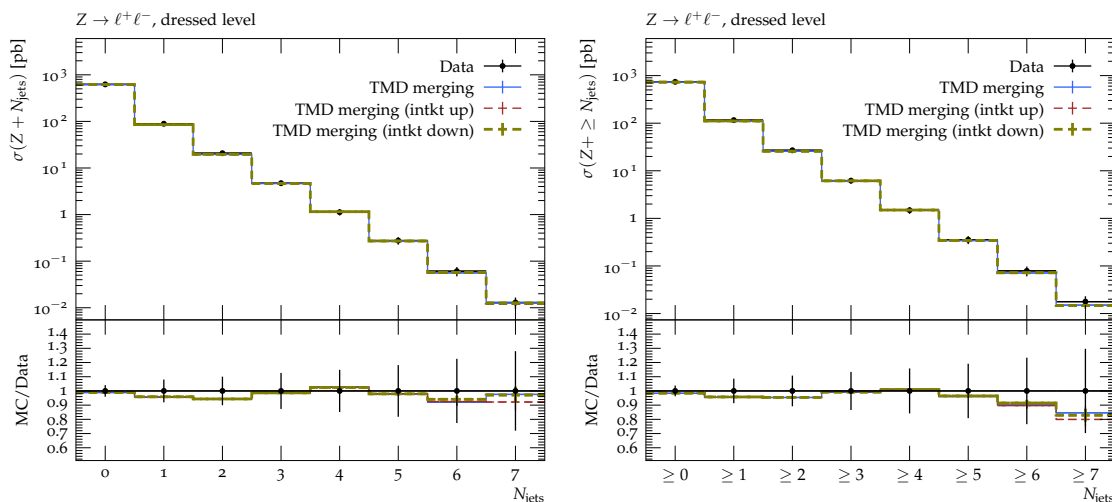 Z → ℓ⁺ℓ⁻, dressed level
σ(Z + N_jets) [pb]
Data
TMD merging
TMD merging (intkt up)
TMD merging (intkt down)
10³
10²
10¹
1
10⁻¹
10⁻²
MC/Data
1.4
1.3
1.2
1.1
1
0.9
0.8
0.7
0.6
0 1 2 3 4 5 6 7
N_jets
Z → ℓ⁺ℓ⁻, dressed level
σ(Z+ ≥ N_jets) [pb]
Data
TMD merging
TMD merging (intkt up)
TMD merging (intkt down)
10³
10²
10¹
1
10⁻¹
10⁻²
MC/Data
1.4
1.3
1.2
1.1
1
0.9
0.8
0.7
0.6
≥ 0 ≥ 1 ≥ 2 ≥ 3 ≥ 4 ≥ 5 ≥ 6 ≥ 7
N_jets